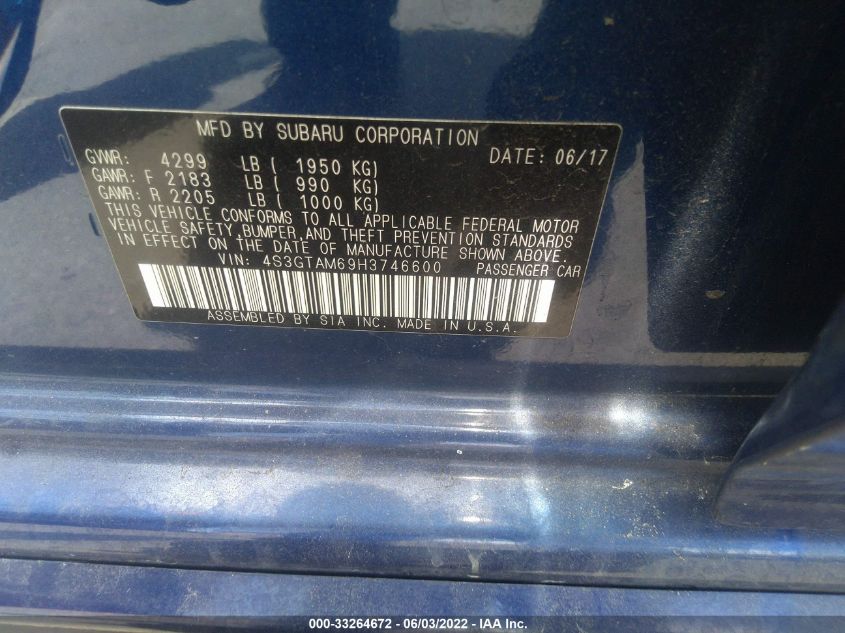 MFD BY SUBARU CORPORATION
GVWR: 4299 LB ( 1950 KG) DATE: 06/17
GAWR: F 2183 LB ( 990 KG)
GAWR: R 2205 LB ( 1000 KG)
THIS VEHICLE CONFORMS TO ALL APPLICABLE FEDERAL MOTOR
VEHICLE SAFETY, BUMPER, AND THEFT PREVENTION STANDARDS
IN EFFECT ON THE DATE OF MANUFACTURE SHOWN ABOVE.
VIN: 4S3GTAM69H3746600 PASSENGER CAR
ASSEMBLED BY SIA INC. MADE IN U.S.A.
000-33264672 - 06/03/2022 - IAA Inc.